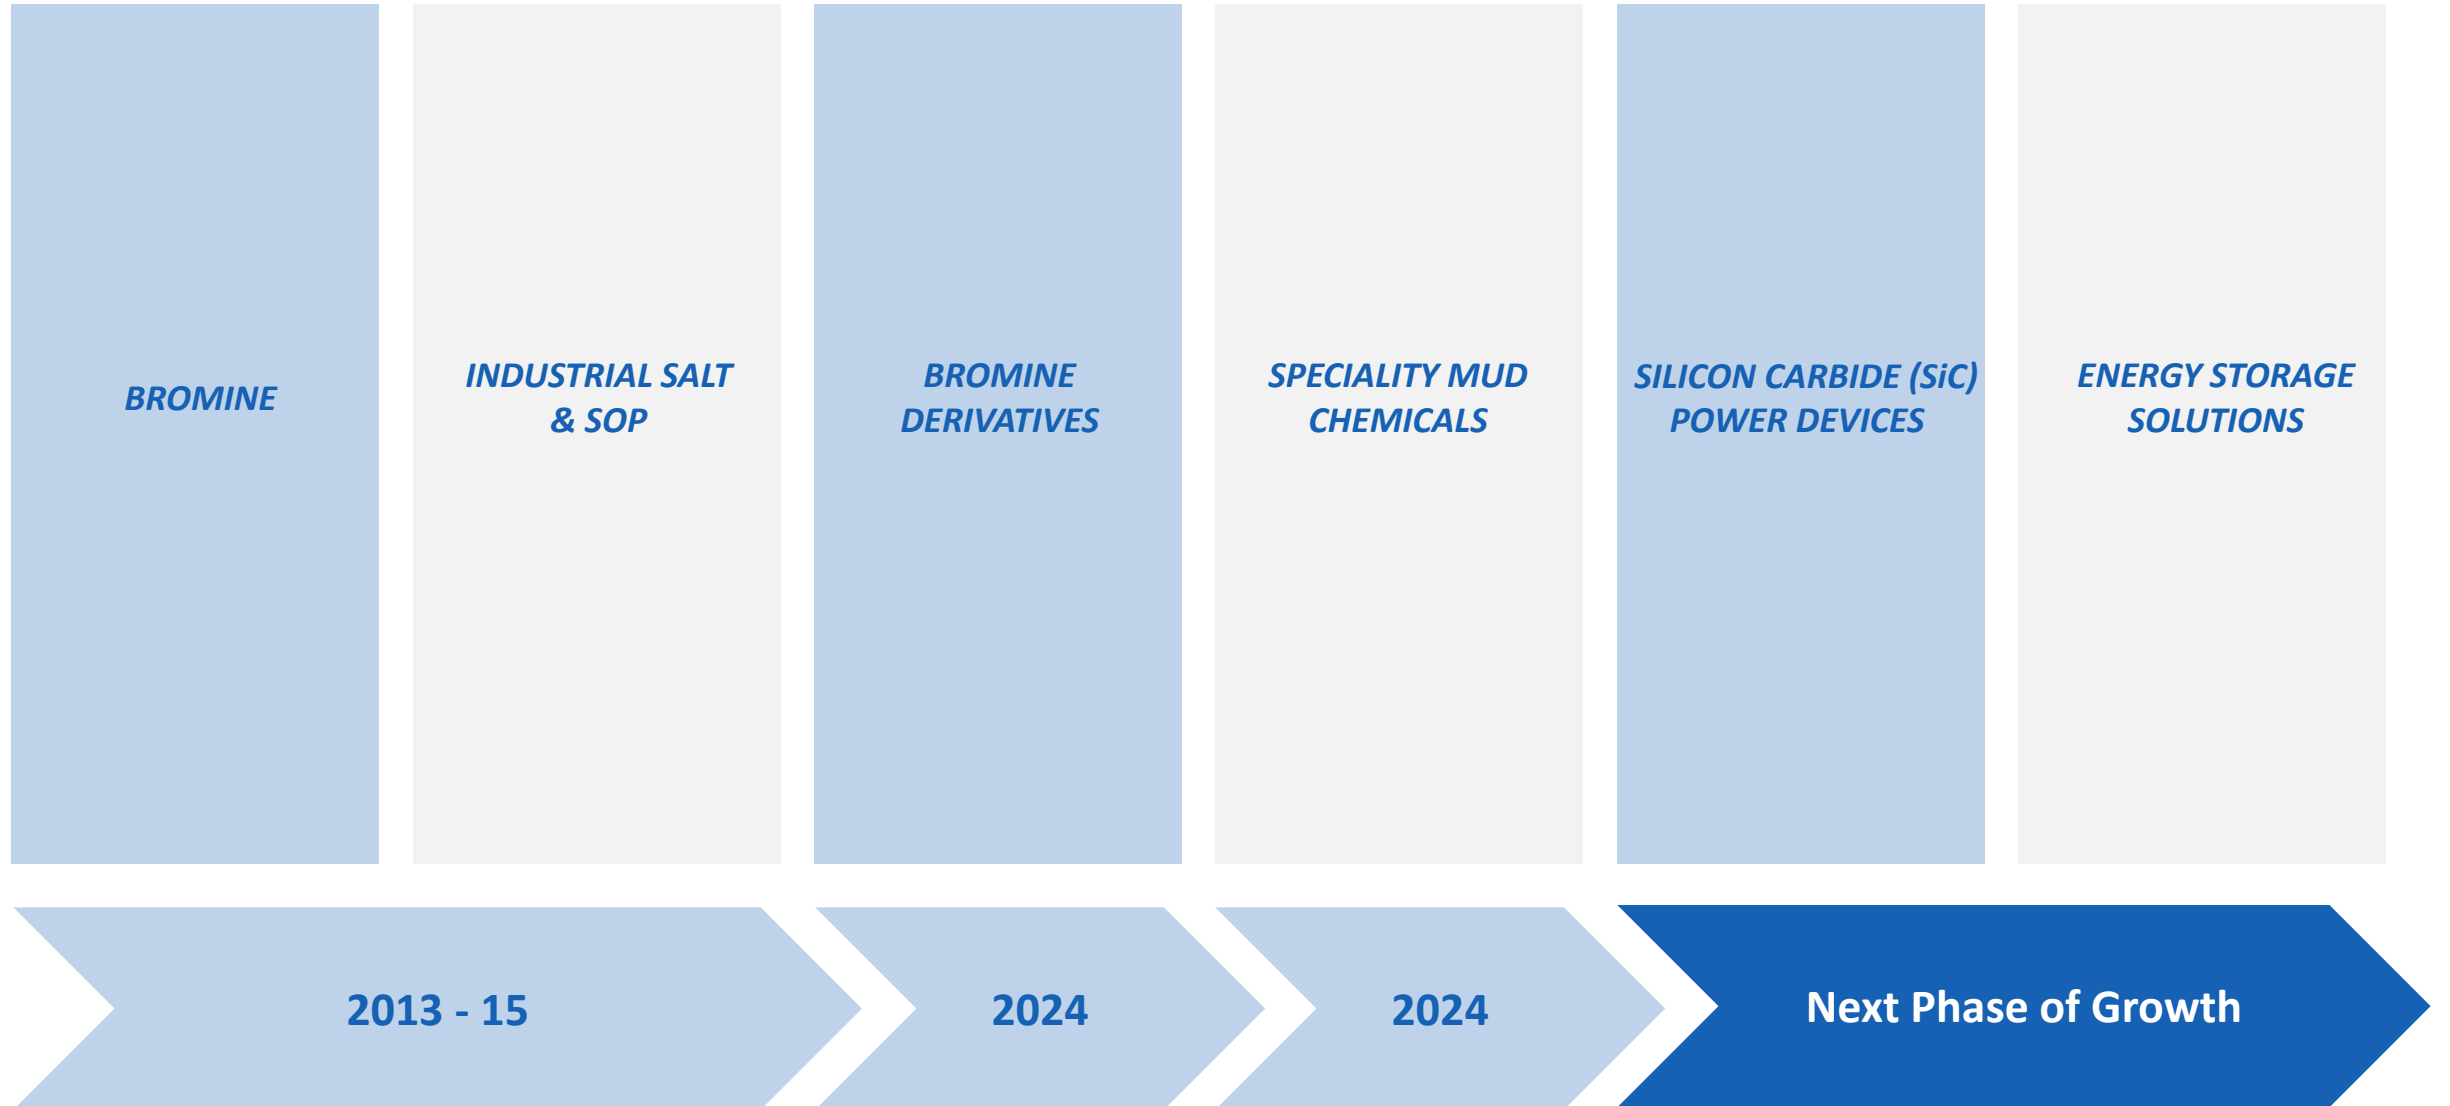 BROMINE
INDUSTRIAL SALT
& SOP
BROMINE
DERIVATIVES
SPECIALITY MUD
CHEMICALS
SILICON CARBIDE (SiC)
POWER DEVICES
ENERGY STORAGE
SOLUTIONS
2013 - 15
2024
2024
Next Phase of Growth